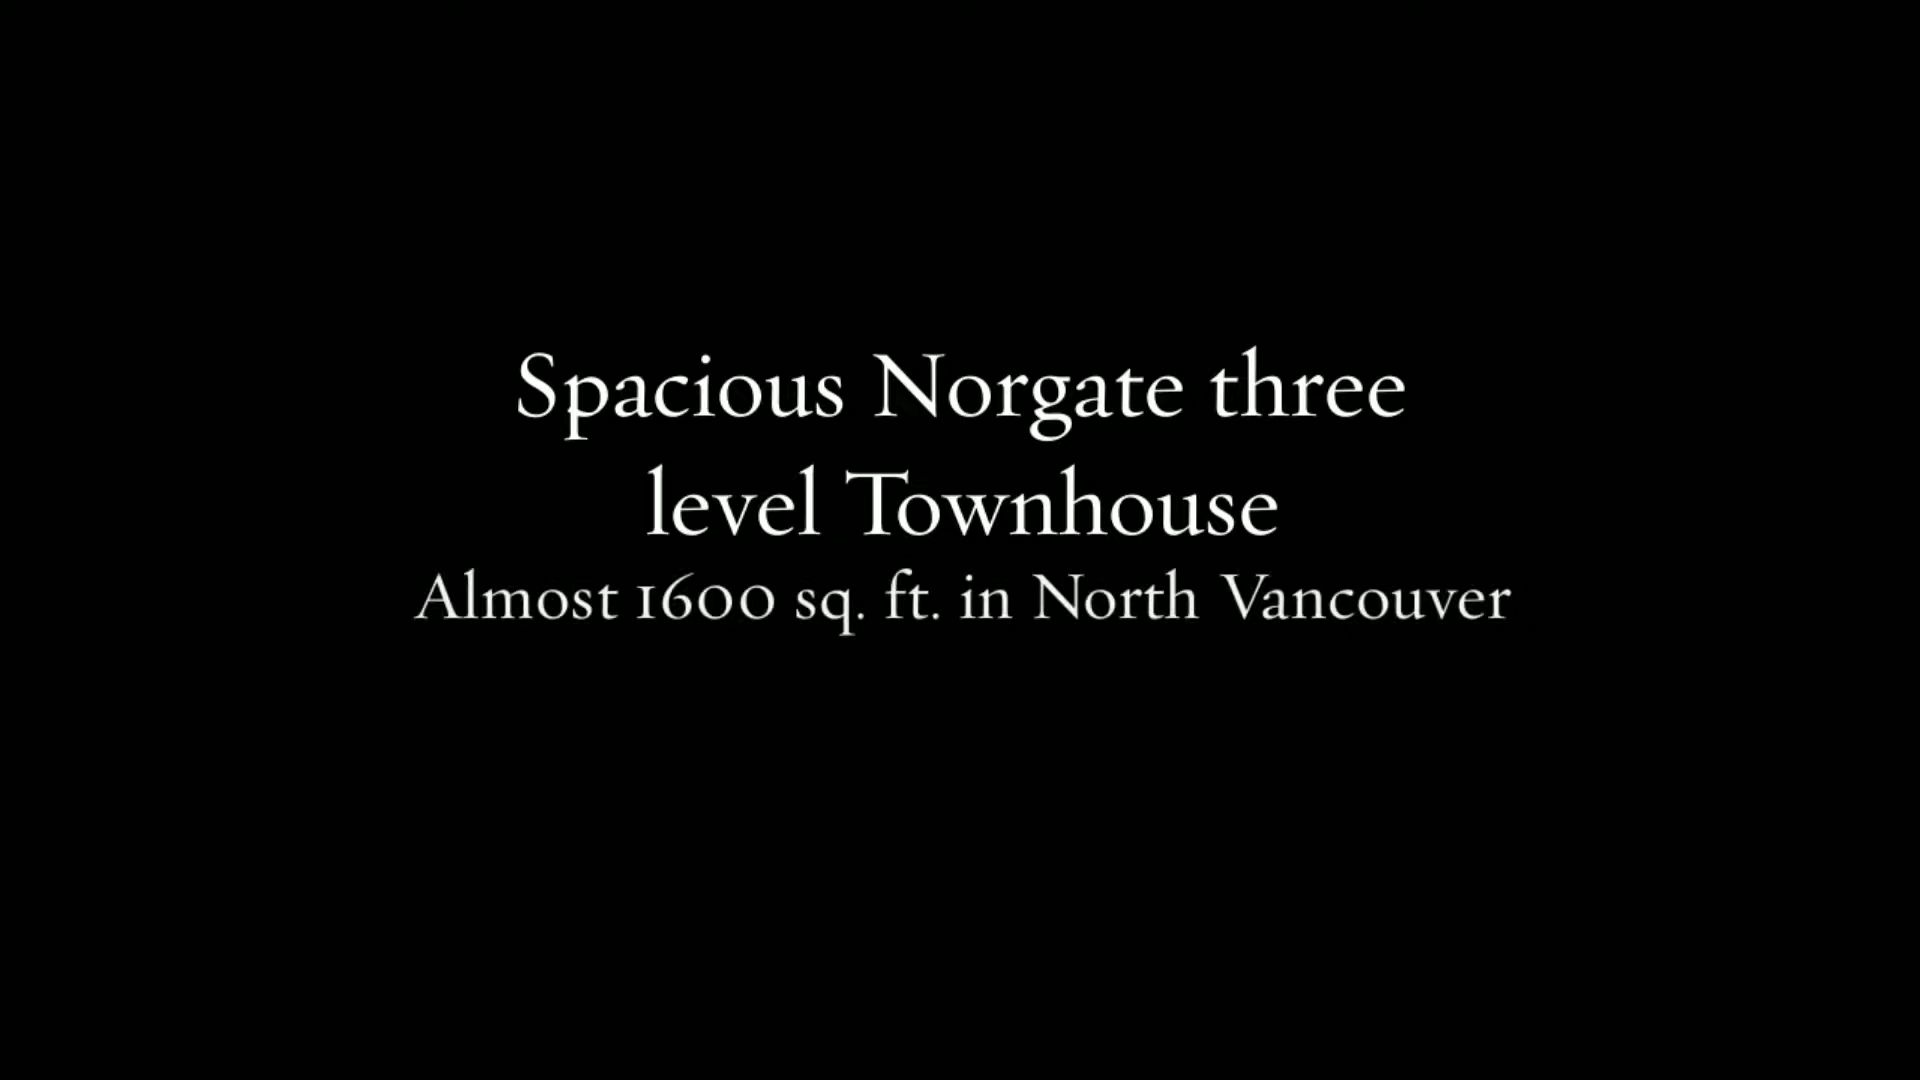 Spacious Norgate three
level Townhouse
Almost 1600 sq. ft. in North Vancouver